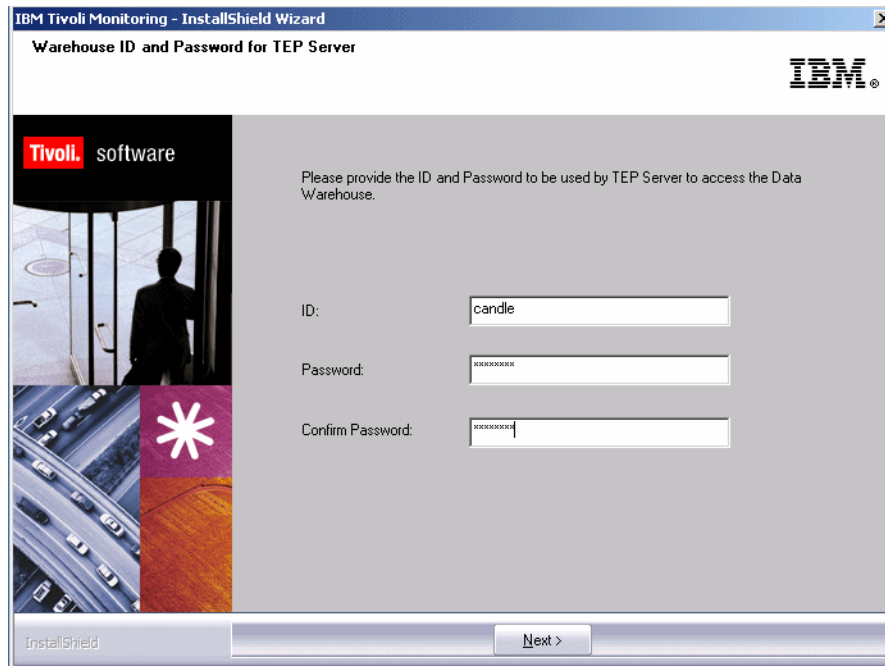 IBM Tivoli Monitoring - InstallShield Wizard
Warehouse ID and Password for TEP Server
IBM®
Tivoli. software
Please provide the ID and Password to be used by TEP Server to access the Data
Warehouse.
ID:
candle
Password:
********
Confirm Password:
********
InstallShield
Next >